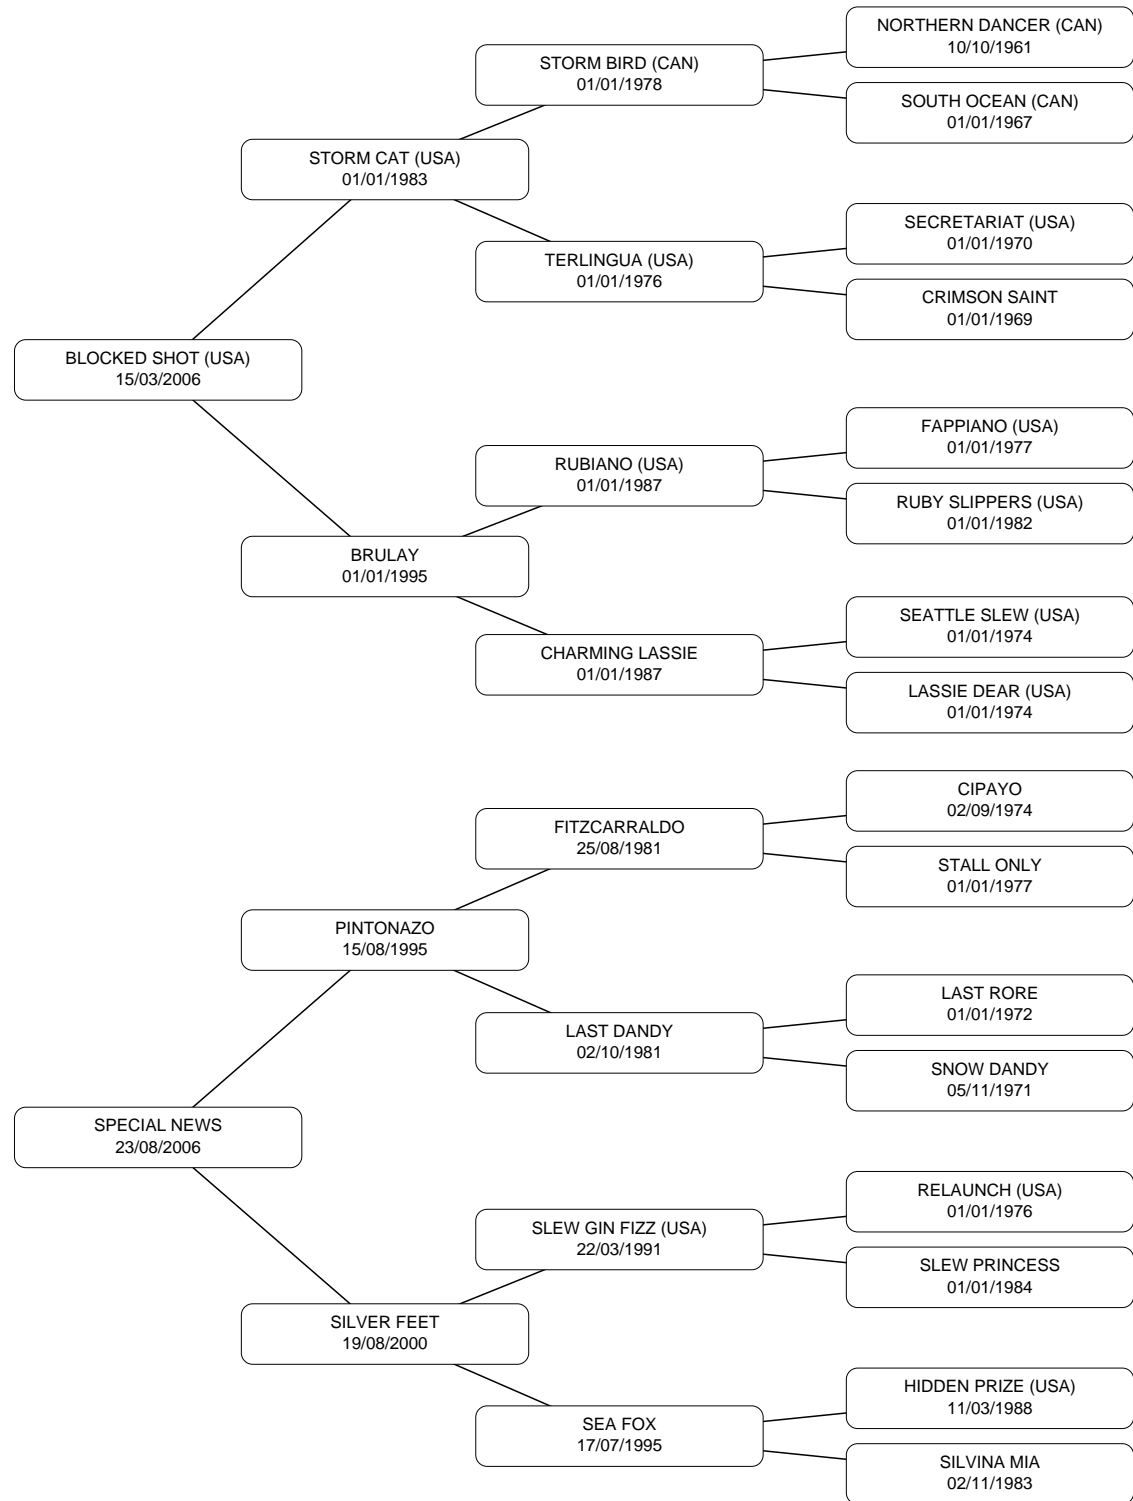 NORTHERN DANCER (CAN)
10/10/1961
STORM BIRD (CAN)
01/01/1978
SOUTH OCEAN (CAN)
01/01/1967
STORM CAT (USA)
01/01/1983
SECRETARIAT (USA)
01/01/1970
TERLINGUA (USA)
01/01/1976
CRIMSON SAINT
01/01/1969
BLOCKED SHOT (USA)
15/03/2006
FAPPIANO (USA)
01/01/1977
RUBIANO (USA)
01/01/1987
RUBY SLIPPERS (USA)
01/01/1982
BRULAY
01/01/1995
SEATTLE SLEW (USA)
01/01/1974
CHARMING LASSIE
01/01/1987
LASSIE DEAR (USA)
01/01/1974
CIPAYO
02/09/1974
FITZCARRALDO
25/08/1981
STALL ONLY
01/01/1977
PINTONAZO
15/08/1995
LAST RORE
01/01/1972
LAST DANDY
02/10/1981
SNOW DANDY
05/11/1971
SPECIAL NEWS
23/08/2006
RELAUNCH (USA)
01/01/1976
SLEW GIN FIZZ (USA)
22/03/1991
SLEW PRINCESS
01/01/1984
SILVER FEET
19/08/2000
HIDDEN PRIZE (USA)
11/03/1988
SEA FOX
17/07/1995
SILVINA MIA
02/11/1983